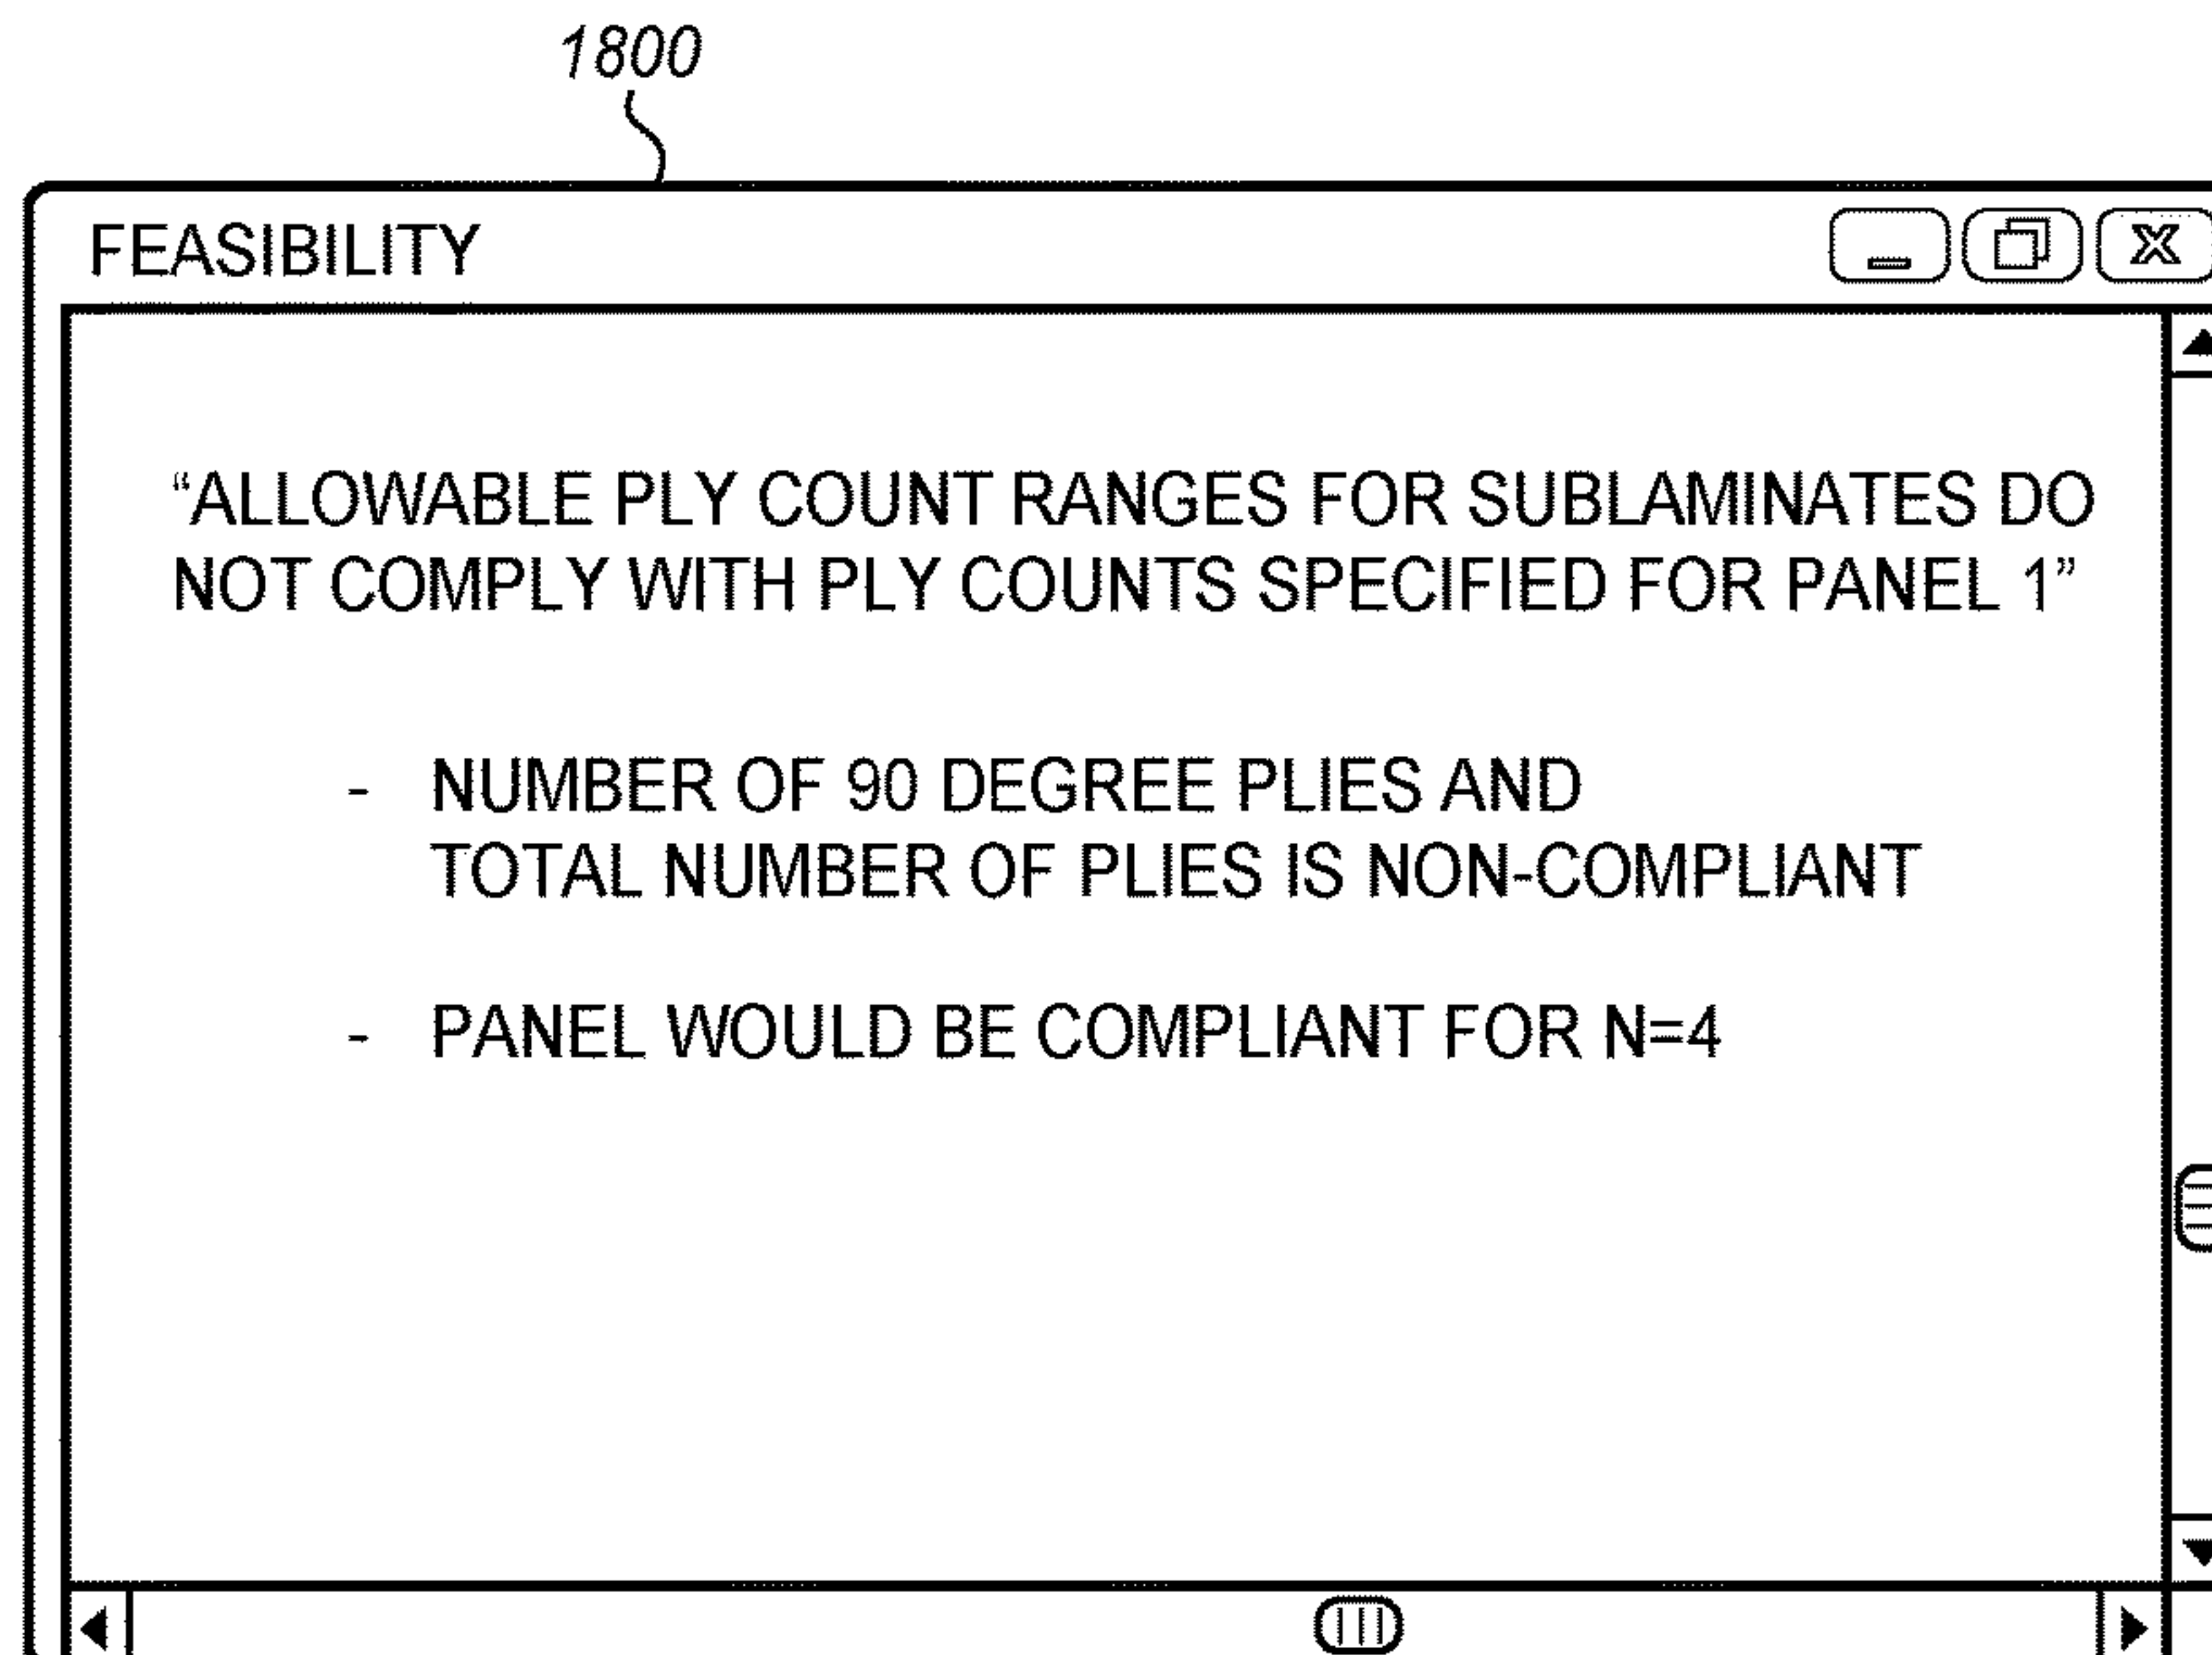 1800
FEASIBILITY
“ALLOWABLE PLY COUNT RANGES FOR SUBLAMINATES DO
NOT COMPLY WITH PLY COUNTS SPECIFIED FOR PANEL 1”
- NUMBER OF 90 DEGREE PLIES AND
TOTAL NUMBER OF PLIES IS NON-COMPLIANT
- PANEL WOULD BE COMPLIANT FOR N=4